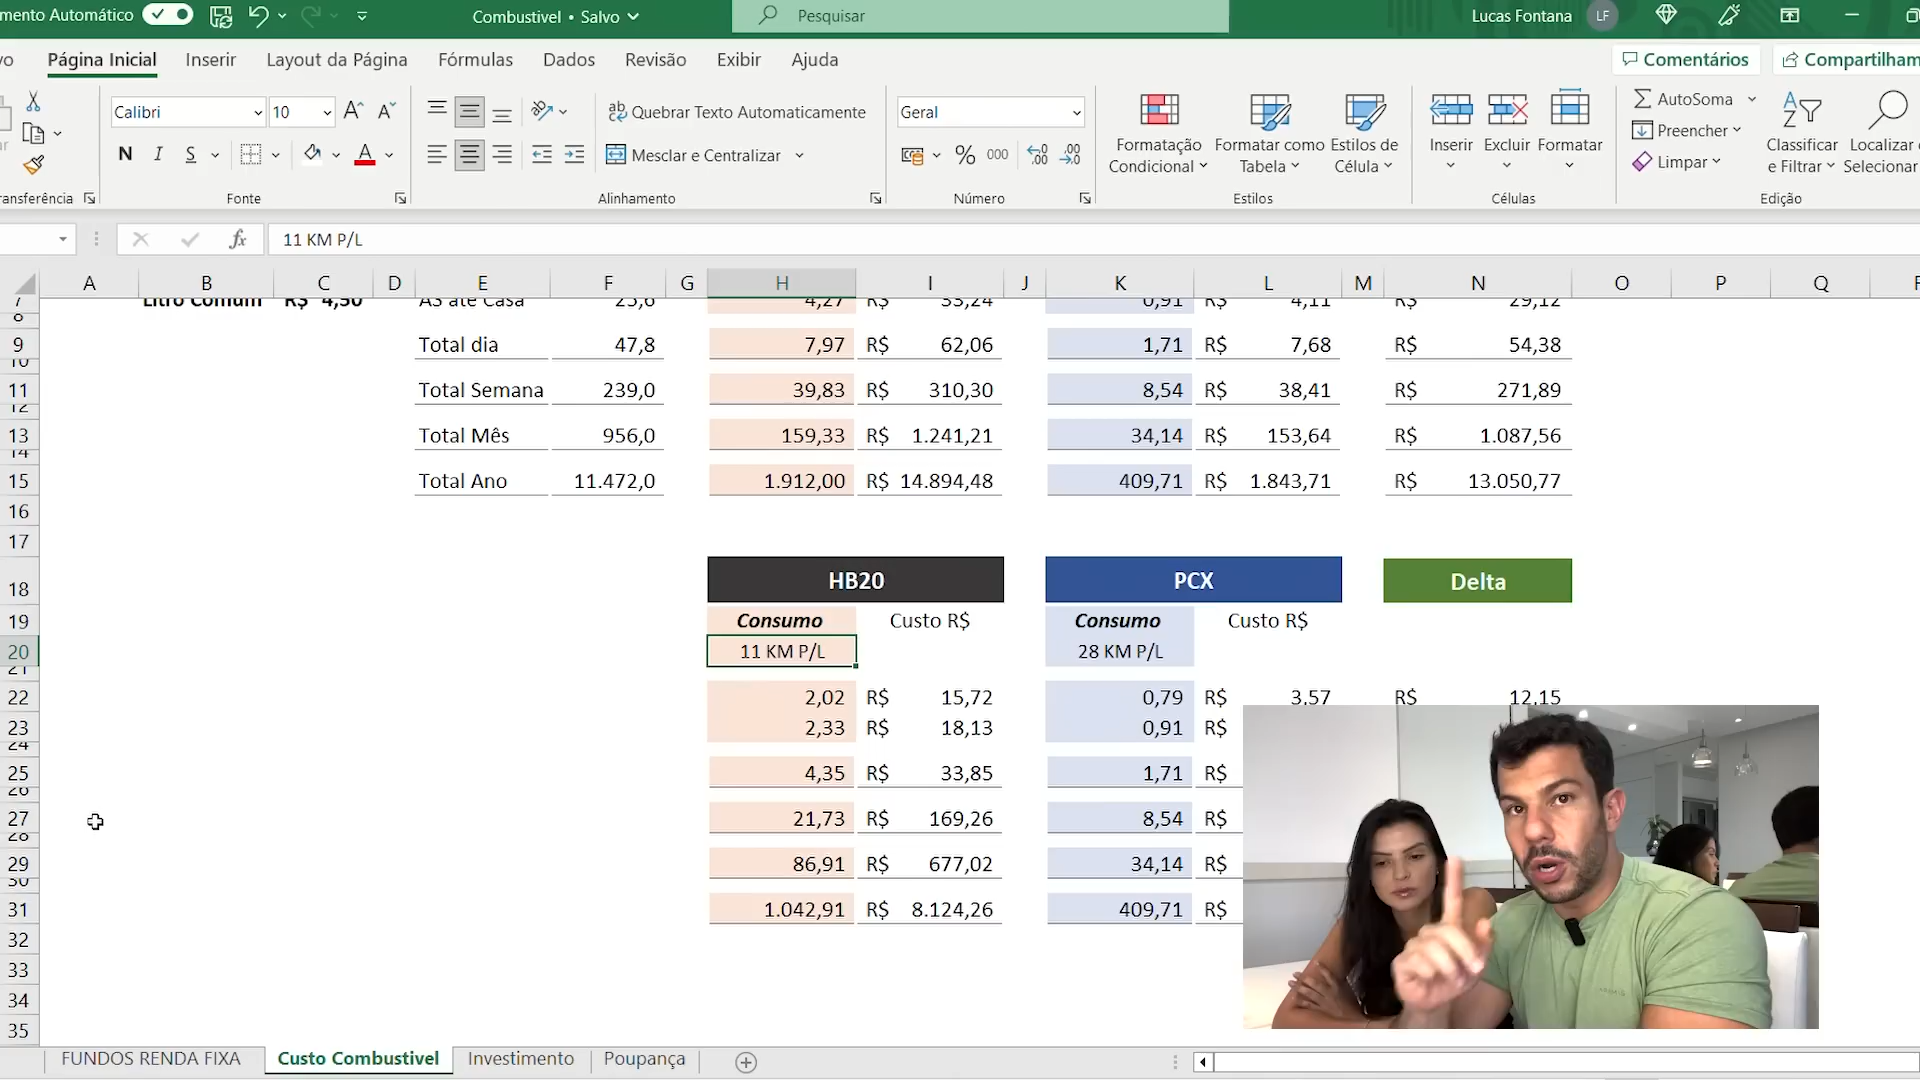 mento Automático
Combustivel • Salvo
Pesquisar
Lucas Fontana
LF
vo
Página Inicial
Inserir
Layout da Página
Fórmulas
Dados
Revisão
Exibir
Ajuda
Comentários
Compartilham
Calibri
10
Quebrar Texto Automaticamente
Geral
Formatação Condicional
Formatar como Tabela
Estilos de Célula
Inserir
Excluir
Formatar
AutoSoma
Preencher
Limpar
Classificar e Filtrar
Localizar e Selecionar
N I S
Mesclar e Centralizar
% 000
ansferência
Fonte
Alinhamento
Número
Estilos
Células
Edição
fx 11 KM P/L
A B C D E F G H I J K L M N O P Q
7 Litro Comum R$ 4,50 AS até Casa 25,6 4,27 R$ 33,24 0,91 R$ 4,11 R$ 29,12
8
9 Total dia 47,8 7,97 R$ 62,06 1,71 R$ 7,68 R$ 54,38
10
11 Total Semana 239,0 39,83 R$ 310,30 8,54 R$ 38,41 R$ 271,89
12
13 Total Mês 956,0 159,33 R$ 1.241,21 34,14 R$ 153,64 R$ 1.087,56
14
15 Total Ano 11.472,0 1.912,00 R$ 14.894,48 409,71 R$ 1.843,71 R$ 13.050,77
16
17
18 HB20 PCX Delta
19 Consumo Custo R$ Consumo Custo R$
20 11 KM P/L 28 KM P/L
21
22 2,02 R$ 15,72 0,79 R$ 3,57 R$ 12,15
23 2,33 R$ 18,13 0,91 R$
24
25 4,35 R$ 33,85 1,71 R$
26
27 21,73 R$ 169,26 8,54 R$
28
29 86,91 R$ 677,02 34,14 R$
30
31 1.042,91 R$ 8.124,26 409,71 R$
32
33
34
35
FUNDOS RENDA FIXA
Custo Combustivel
Investimento
Poupança